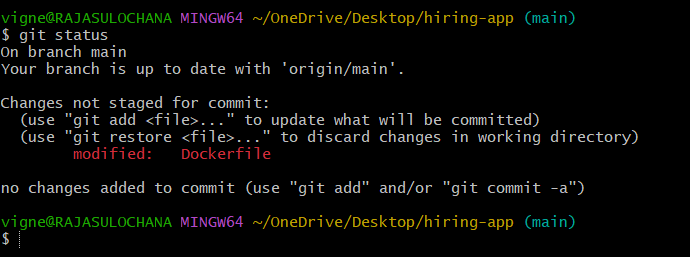 vigne@RAJASULOCHANA MINGW64 ~/OneDrive/Desktop/hiring-app (main)
$ git status
On branch main
Your branch is up to date with 'origin/main'.

Changes not staged for commit:
  (use "git add <file>..." to update what will be committed)
  (use "git restore <file>..." to discard changes in working directory)
        modified:   Dockerfile

no changes added to commit (use "git add" and/or "git commit -a")

vigne@RAJASULOCHANA MINGW64 ~/OneDrive/Desktop/hiring-app (main)
$